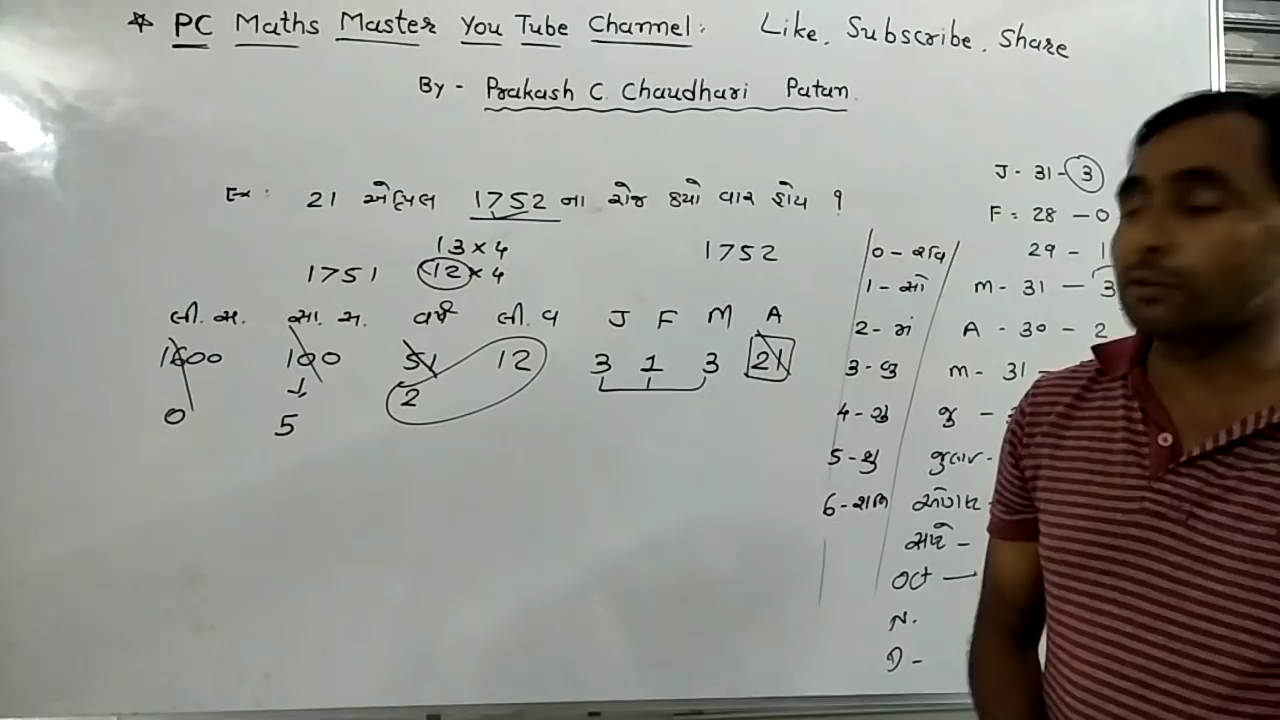 * PC Maths Master You Tube Channel: Like, Subscribe, Share
By - Prakash C. Chaudhari Patan.
Ex: 21 એપ્રિલ 1752 ના રોજ કયો વાર હોય ?
13 × 4
1751 12 × 4
1752
લી.સ. સા.સ. વર્ષ લી.વ J F M A
1600 100 51 12 3 1 3 21
1 2
0 5
0 - રવિ
1 - સો
2 - મં
3 - બુ
4 - ગુ
5 - શુ
6 - શનિ
J - 31 - 3
F = 28 - 0
29 - 1
M - 31 - 3
A - 30 - 2
M - 31 -
જુ -
જુલાઇ -
ઓગષ્ટ -
સપ્ટે -
Oct -
N.
D -